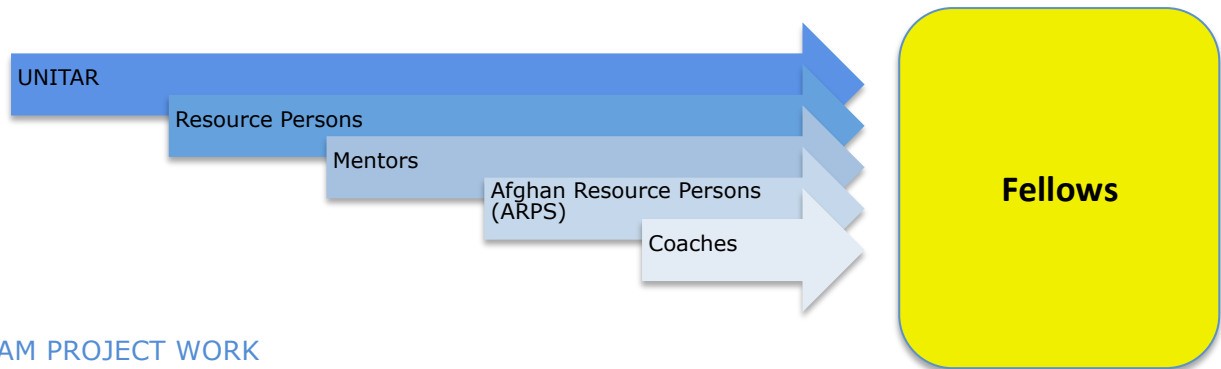 UNITAR
Resource Persons
Mentors
Afghan Resource Persons
(ARPS)
Coaches
Fellows
AM PROJECT WORK